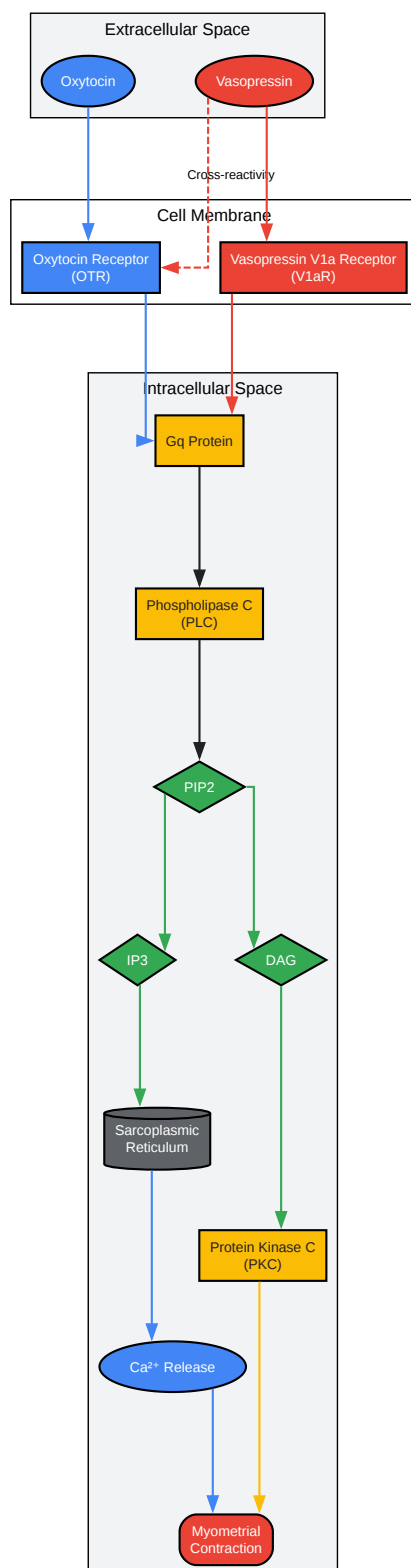 Extracellular Space
Oxytocin
Vasopressin
Cross-reactivity
Cell Membrane
Oxytocin Receptor
(OTR)
Vasopressin V1a Receptor
(V1aR)
Intracellular Space
Gq Protein
Phospholipase C
(PLC)
PIP2
IP3
DAG
Sarcoplasmic
Reticulum
Protein Kinase C
(PKC)
Ca²⁺ Release
Myometrial
Contraction